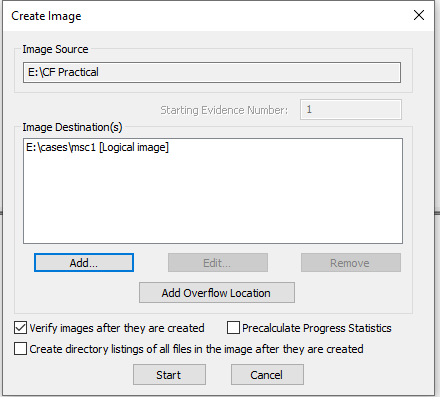 Create Image
Image Source
E:\CF Practical
Starting Evidence Number: 1
Image Destination(s)
E:\cases\msc1 [Logical image]
Add... Edit... Remove
Add Overflow Location
Verify images after they are created Precalculate Progress Statistics
Create directory listings of all files in the image after they are created
Start Cancel